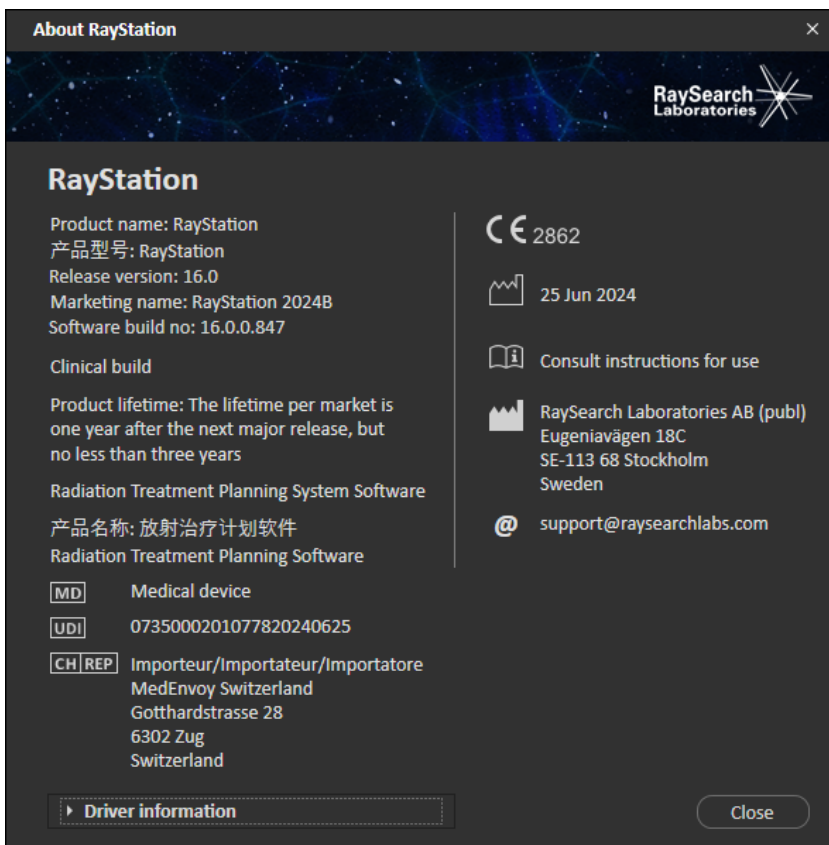 About RayStation
RaySearch
Laboratories
RayStation
Product name: RayStation
产品型号: RayStation
Release version: 16.0
Marketing name: RayStation 2024B
Software build no: 16.0.0.847
Clinical build
Product lifetime: The lifetime per market is
one year after the next major release, but
no less than three years
Radiation Treatment Planning System Software
产品名称: 放射治疗计划软件
Radiation Treatment Planning Software
MD Medical device
UDI 0735000201077820240625
CH REP Importeur/Importateur/Importatore
MedEnvoy Switzerland
Gotthardstrasse 28
6302 Zug
Switzerland
CE 2862
25 Jun 2024
i Consult instructions for use
RaySearch Laboratories AB (publ)
Eugeniavägen 18C
SE-113 68 Stockholm
Sweden
@ support@raysearchlabs.com
Driver information
Close